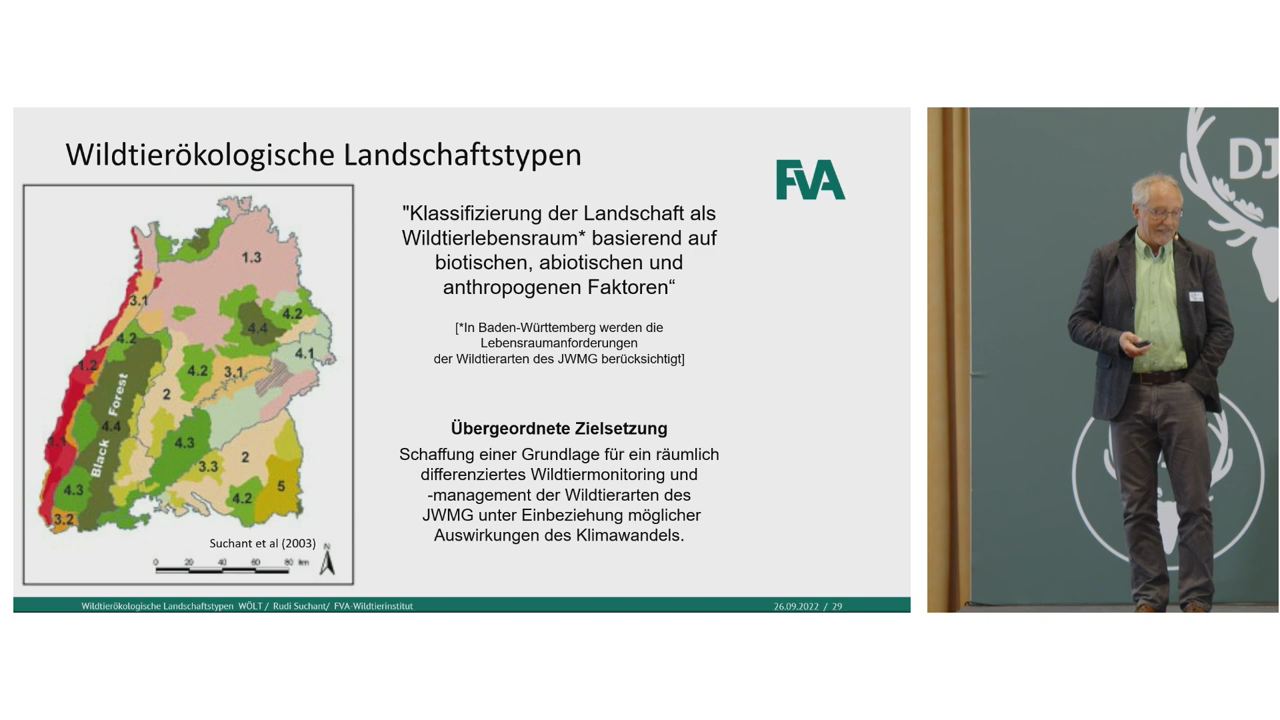 Wildtierökologische Landschaftstypen
FVA
"Klassifizierung der Landschaft als
Wildtierlebensraum* basierend auf
biotischen, abiotischen und
anthropogenen Faktoren“
[*In Baden-Württemberg werden die
Lebensraumanforderungen
der Wildtierarten des JWMG berücksichtigt]
Übergeordnete Zielsetzung
Schaffung einer Grundlage für ein räumlich
differenziertes Wildtiermonitoring und
-management der Wildtierarten des
JWMG unter Einbeziehung möglicher
Auswirkungen des Klimawandels.
1.3
3.1
4.2
4.4
4.2
4.1
1.2
4.2
3.1
2
Black Forest
4.4
1.1
4.3
3.3
2
4.3
4.2
5
3.2
Suchant et al (2003)
N
0 20 40 60 80 km
Wildtierökologische Landschaftstypen WÖLT / Rudi Suchant/ FVA-Wildtierinstitut
26.09.2022 / 29
DJ